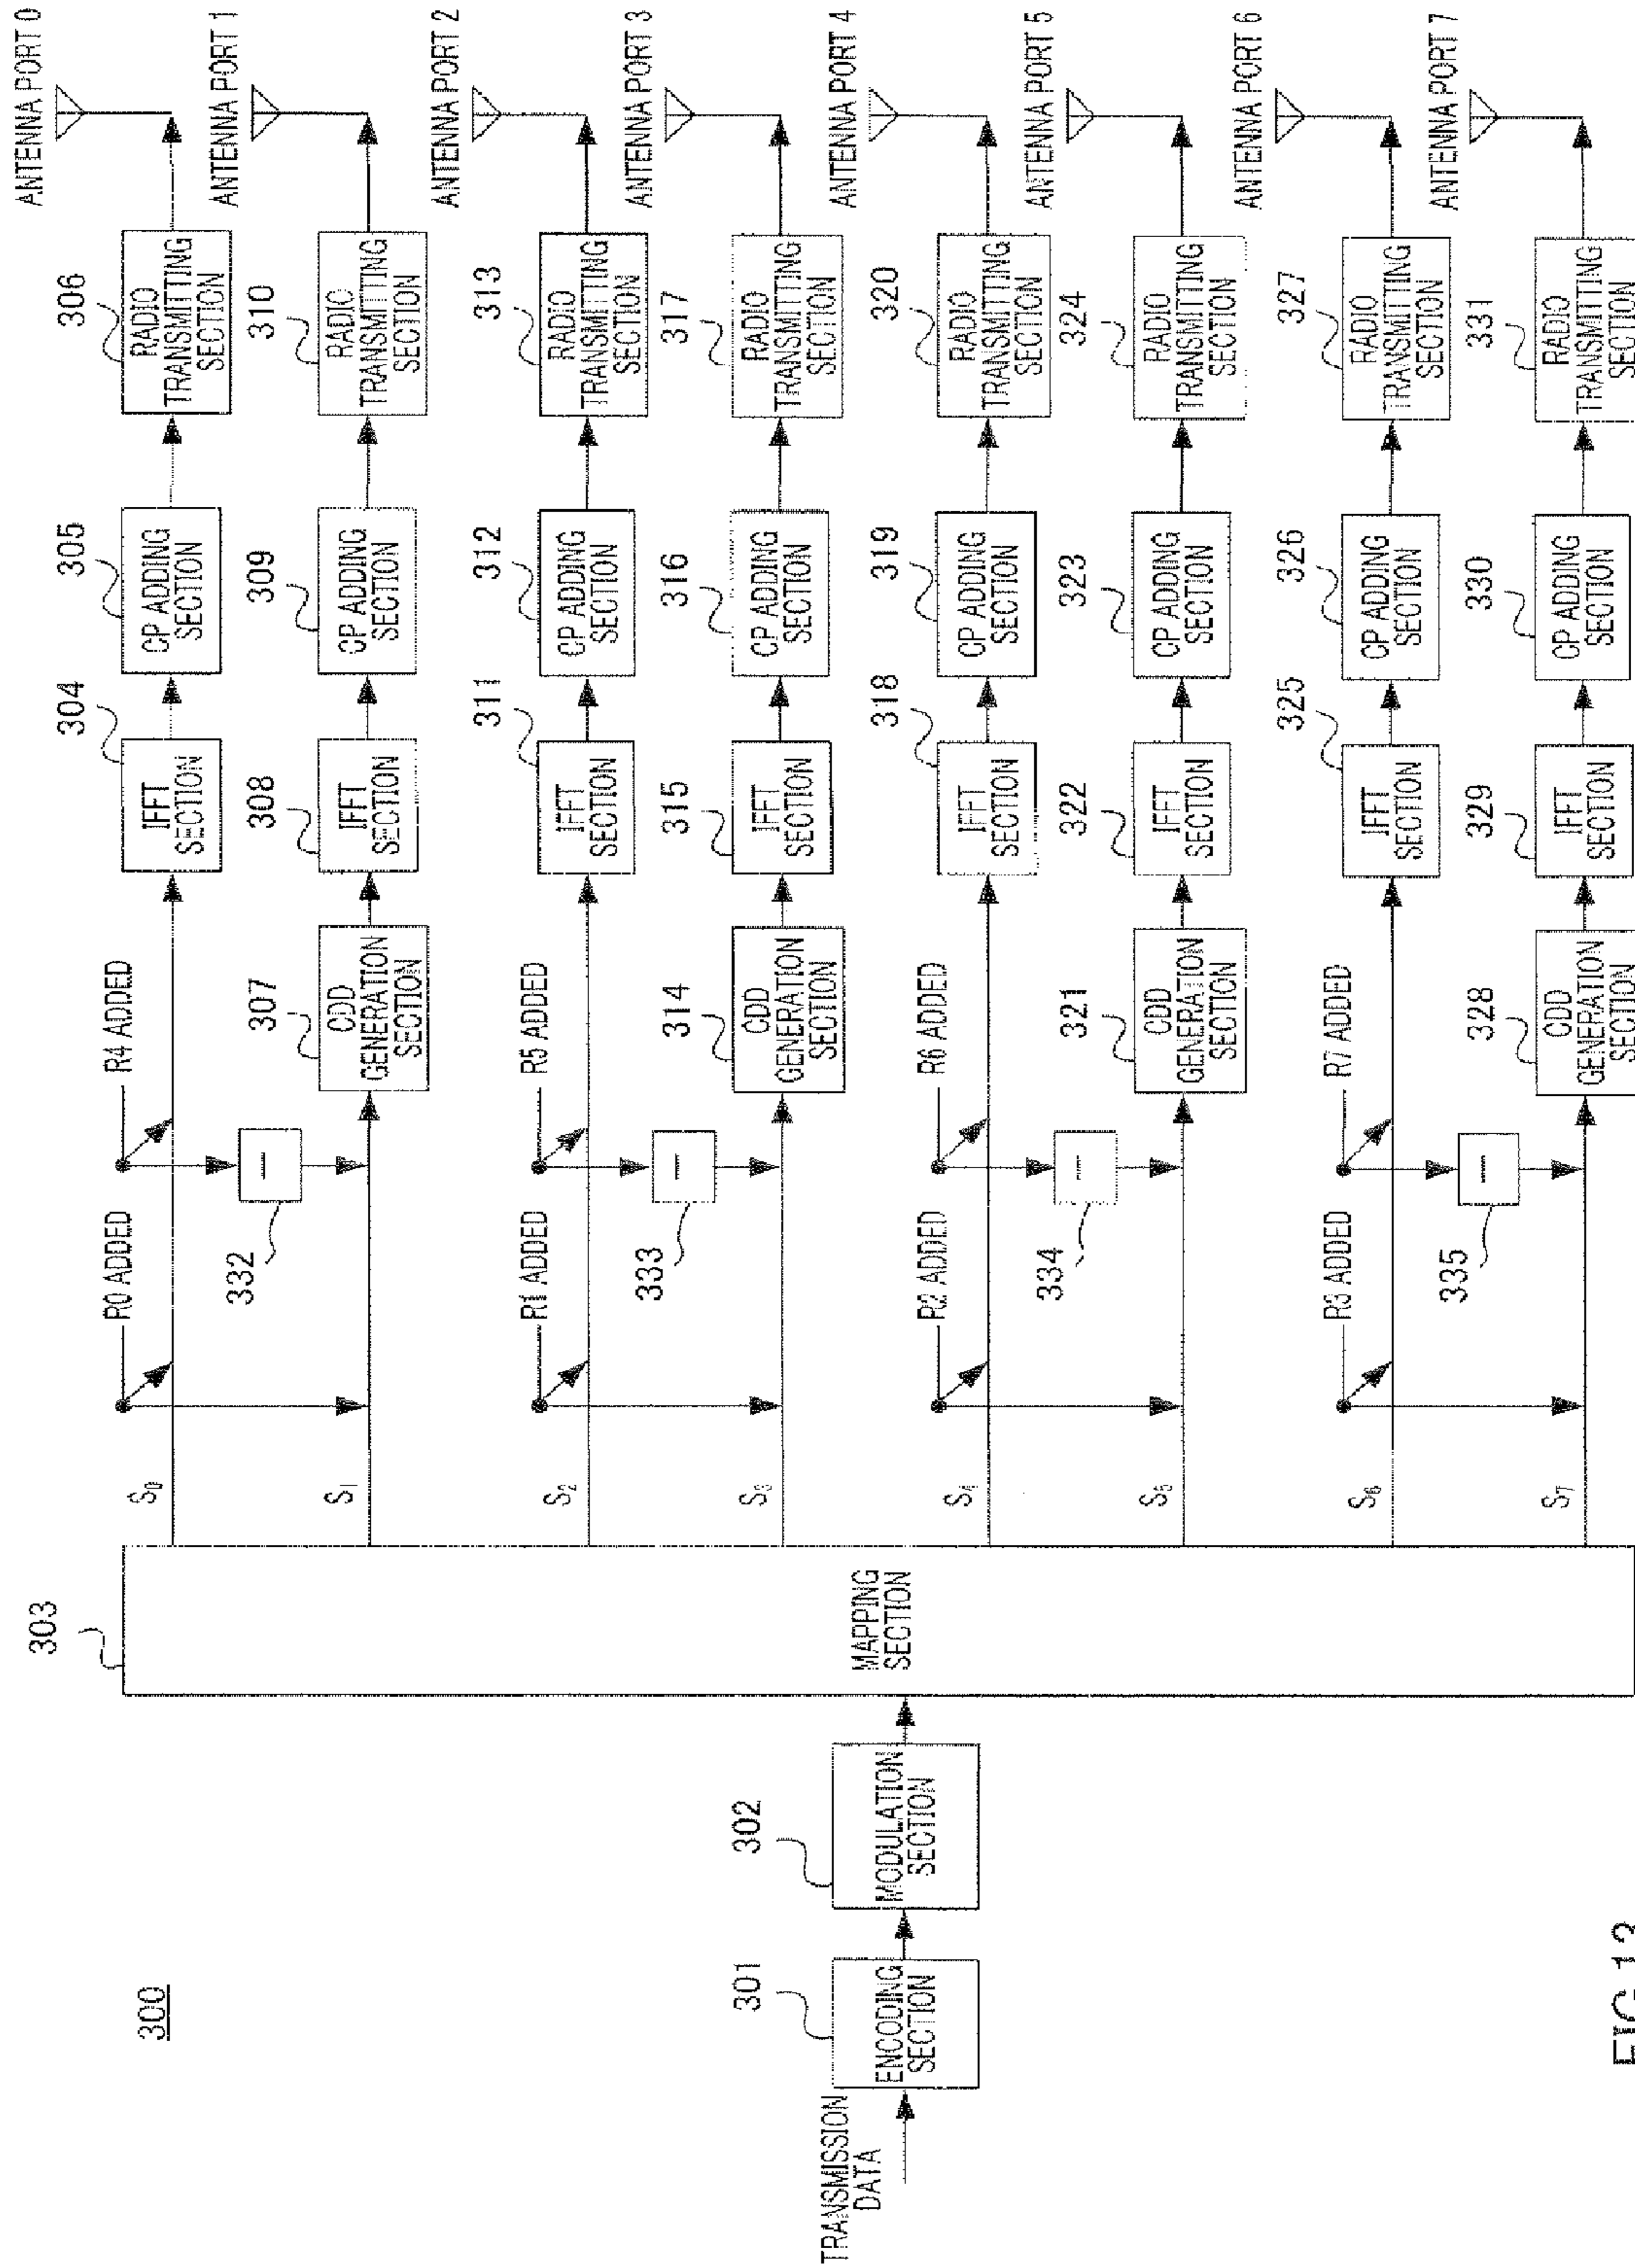 300
TRANSMISSION
DATA
301
ENCODING
SECTION
302
MODULATION
SECTION
303
MAPPING
SECTION
S0
R0 ADDED
R4 ADDED
304
IFFT
SECTION
305
CP ADDING
SECTION
306
RADIO
TRANSMITTING
SECTION
ANTENNA PORT 0
332
−
S1
307
CDD
GENERATION
SECTION
308
IFFT
SECTION
309
CP ADDING
SECTION
310
RADIO
TRANSMITTING
SECTION
ANTENNA PORT 1
S2
R1 ADDED
R5 ADDED
311
IFFT
SECTION
312
CP ADDING
SECTION
313
RADIO
TRANSMITTING
SECTION
ANTENNA PORT 2
333
−
S3
314
CDD
GENERATION
SECTION
315
IFFT
SECTION
316
CP ADDING
SECTION
317
RADIO
TRANSMITTING
SECTION
ANTENNA PORT 3
S4
R2 ADDED
R6 ADDED
318
IFFT
SECTION
319
CP ADDING
SECTION
320
RADIO
TRANSMITTING
SECTION
ANTENNA PORT 4
334
−
S5
321
CDD
GENERATION
SECTION
322
IFFT
SECTION
323
CP ADDING
SECTION
324
RADIO
TRANSMITTING
SECTION
ANTENNA PORT 5
S6
R3 ADDED
R7 ADDED
325
IFFT
SECTION
326
CP ADDING
SECTION
327
RADIO
TRANSMITTING
SECTION
ANTENNA PORT 6
335
−
S7
328
CDD
GENERATION
SECTION
329
IFFT
SECTION
330
CP ADDING
SECTION
331
RADIO
TRANSMITTING
SECTION
ANTENNA PORT 7
FIG.13